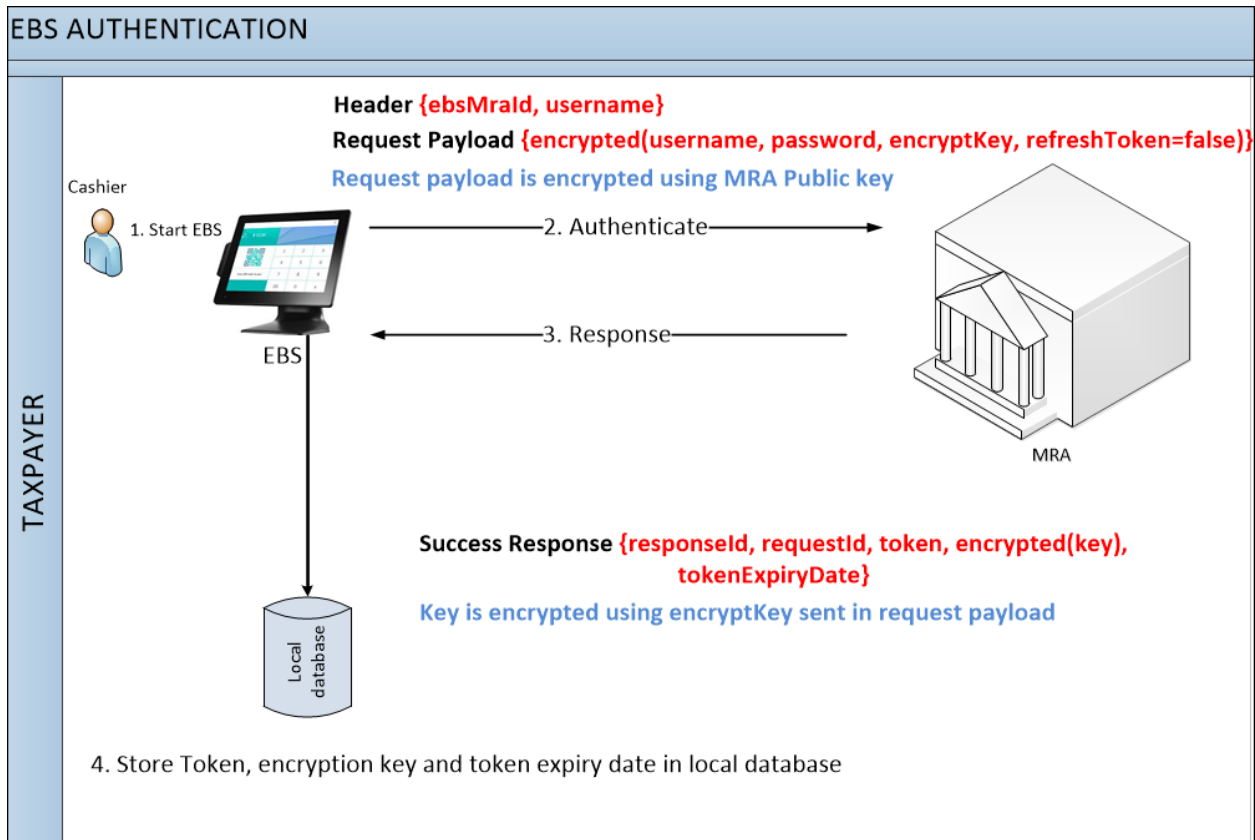 EBS AUTHENTICATION
TAXPAYER
Header {ebsMraId, username}
Request Payload {encrypted(username, password, encryptKey, refreshToken=false)}
Request payload is encrypted using MRA Public key
Cashier
1. Start EBS
2. Authenticate
3. Response
EBS
MRA
Success Response {responseId, requestId, token, encrypted(key),
tokenExpiryDate}
Key is encrypted using encryptKey sent in request payload
Local
database
4. Store Token, encryption key and token expiry date in local database